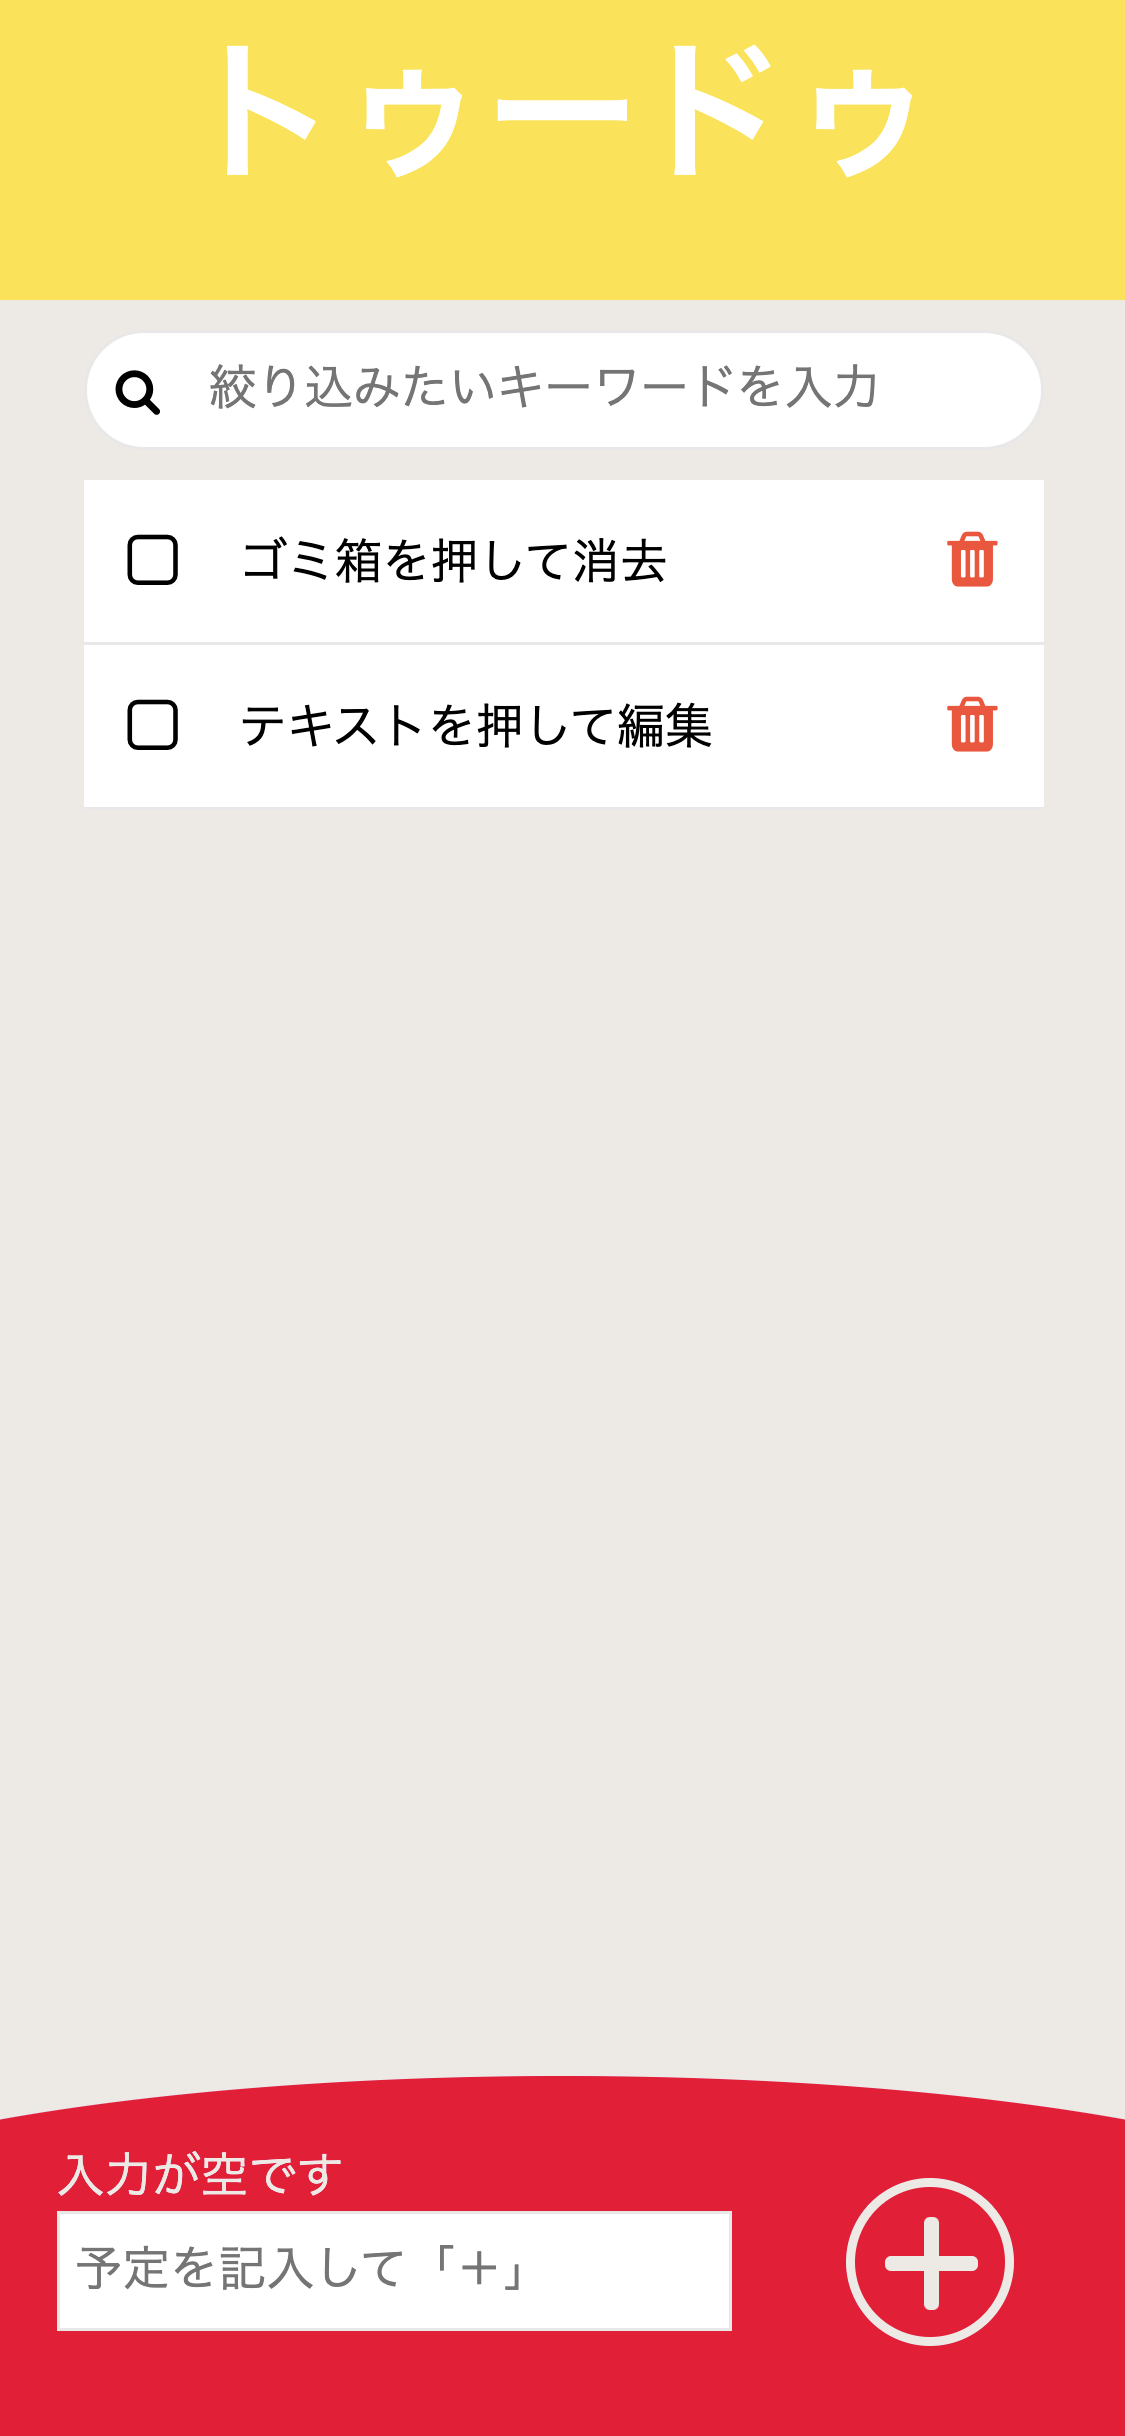 トゥードゥ
絞り込みたいキーワードを入力
ゴミ箱を押して消去
テキストを押して編集
入力が空です
予定を記入して「＋」